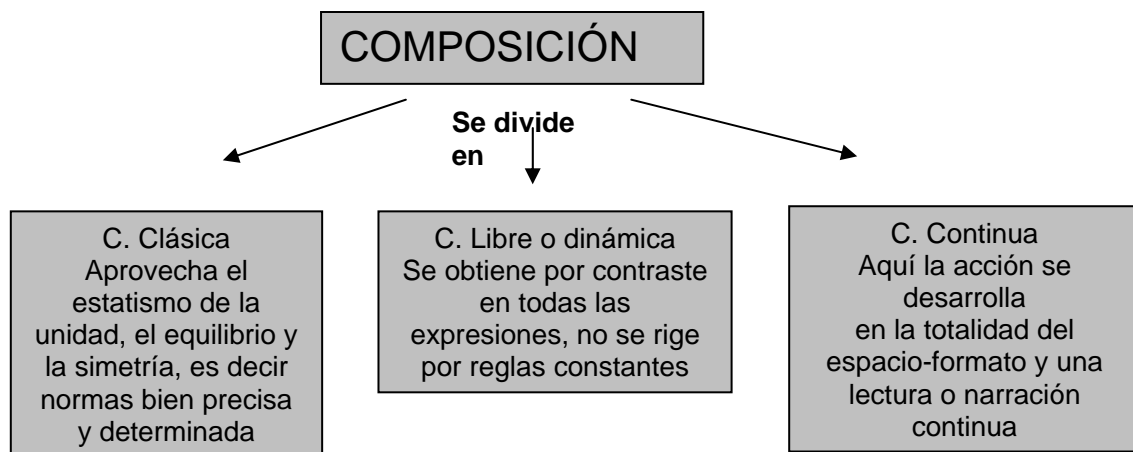 COMPOSICIÓN
Se divide
en
C. Clásica
Aprovecha el
estatismo de la
unidad, el equilibrio y
la simetría, es decir
normas bien precisa
y determinada
C. Libre o dinámica
Se obtiene por contraste
en todas las
expresiones, no se rige
por reglas constantes
C. Continua
Aquí la acción se
desarrolla
en la totalidad del
espacio-formato y una
lectura o narración
continua